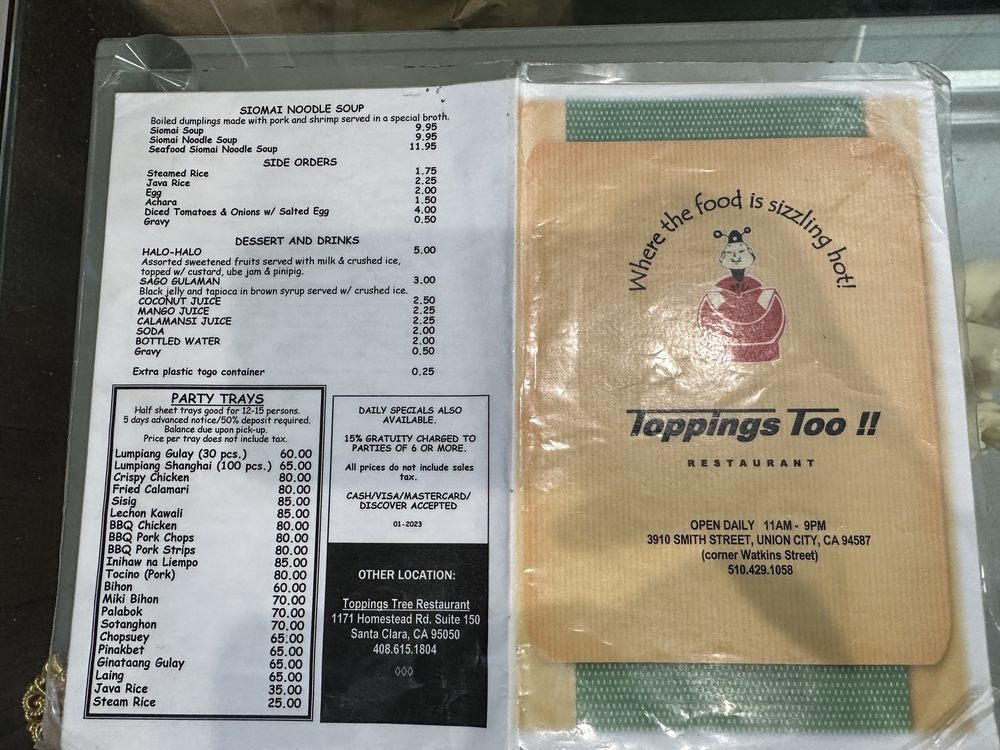 SIOMAI NOODLE SOUP
Boiled dumplings made with pork and shrimp served in a special broth.
Siomai Soup 9.95
Siomai Noodle Soup 9.95
Seafood Siomai Noodle Soup 11.95
SIDE ORDERS
Steamed Rice 1.75
Java Rice 2.25
Egg 2.00
Achara 1.50
Diced Tomatoes & Onions w/ Salted Egg 4.00
Gravy 0.50
DESSERT AND DRINKS
HALO-HALO 5.00
Assorted sweetened fruits served with milk & crushed ice,
topped w/ custard, ube jam & pinipig.
SAGO GULAMAN 3.00
Black jelly and tapioca in brown syrup served w/ crushed ice.
COCONUT JUICE 2.50
MANGO JUICE 2.25
CALAMANSI JUICE 2.25
SODA 2.00
BOTTLED WATER 2.00
Gravy 0.50
Extra plastic togo container 0.25
PARTY TRAYS
Half sheet trays good for 12-15 persons.
5 days advanced notice/50% deposit required.
Balance due upon pick-up.
Price per tray does not include tax.
Lumpiang Gulay (30 pcs.) 60.00
Lumpiang Shanghai (100 pcs.) 65.00
Crispy Chicken 80.00
Fried Calamari 80.00
Sisig 85.00
Lechon Kawali 85.00
BBQ Chicken 80.00
BBQ Pork Chops 80.00
BBQ Pork Strips 80.00
Inihaw na Liempo 85.00
Tocino (Pork) 80.00
Bihon 60.00
Miki Bihon 70.00
Palabok 70.00
Sotanghon 70.00
Chopsuey 65.00
Pinakbet 65.00
Ginataang Gulay 65.00
Laing 65.00
Java Rice 35.00
Steam Rice 25.00
DAILY SPECIALS ALSO
AVAILABLE.
15% GRATUITY CHARGED TO
PARTIES OF 6 OR MORE.
All prices do not include sales
tax.
CASH/VISA/MASTERCARD/
DISCOVER ACCEPTED
01-2023
OTHER LOCATION:
Toppings Tree Restaurant
1171 Homestead Rd. Suite 150
Santa Clara, CA 95050
408.615.1804
Where the food is sizzling hot!
Toppings Too !!
RESTAURANT
OPEN DAILY 11AM - 9PM
3910 SMITH STREET, UNION CITY, CA 94587
(corner Watkins Street)
510.429.1058